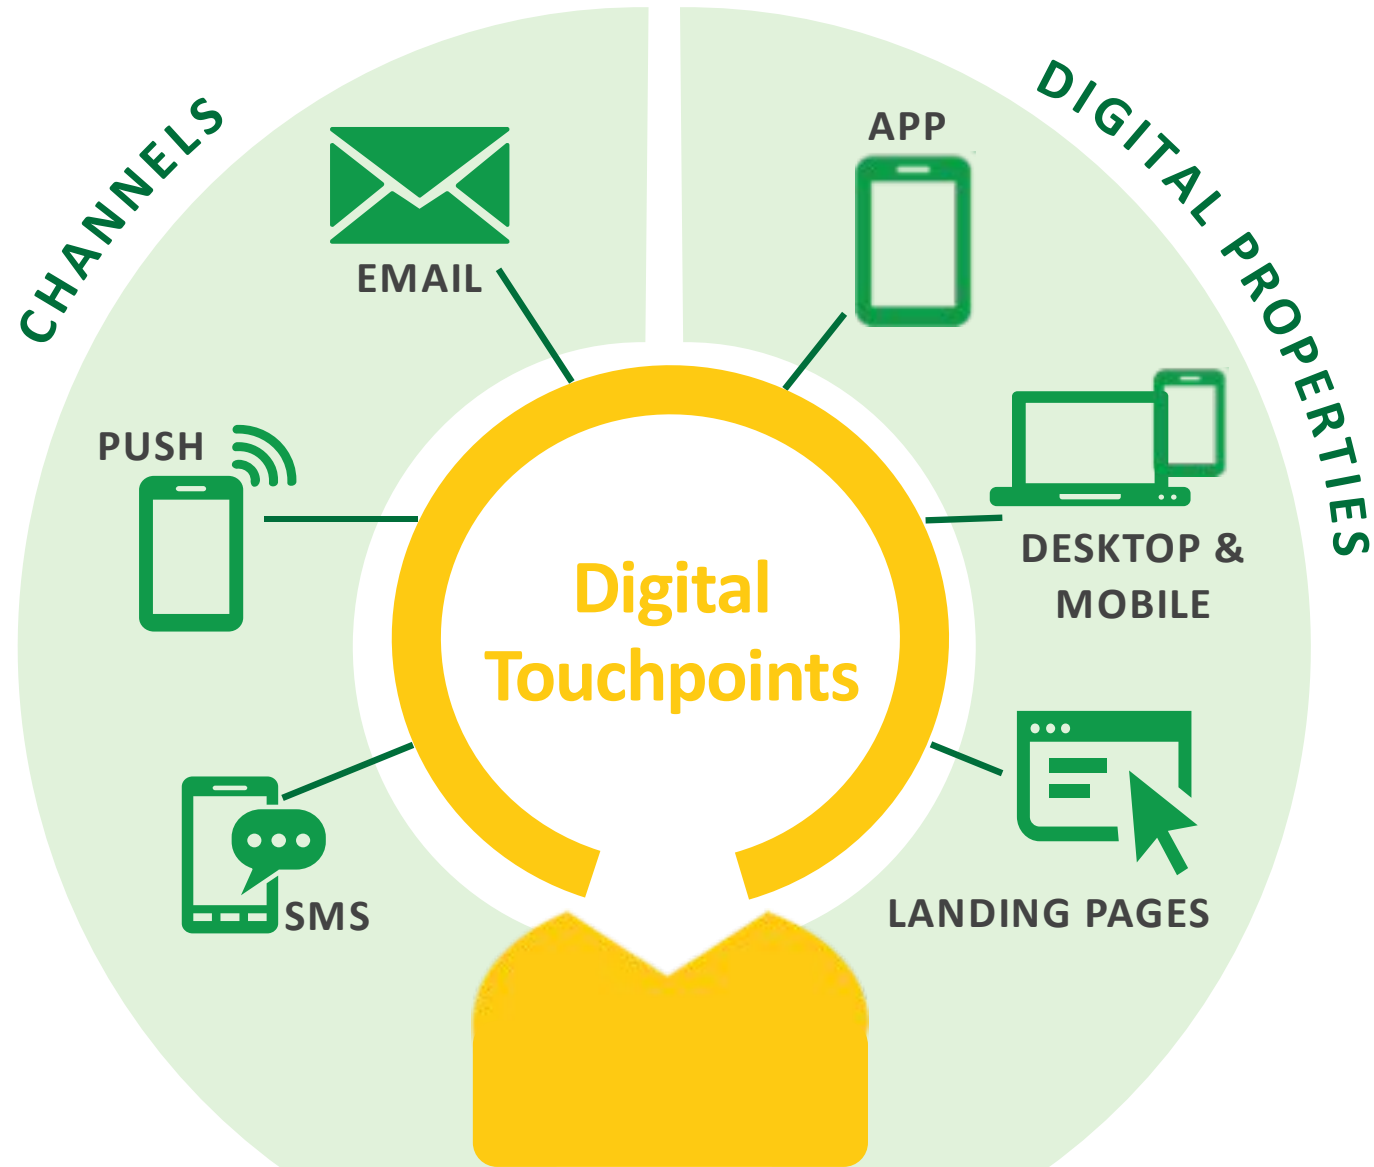 CHANNELS
EMAIL
PUSH
SMS
Digital
Touchpoints
DIGITAL PROPERTIES
APP
DESKTOP &
MOBILE
LANDING PAGES